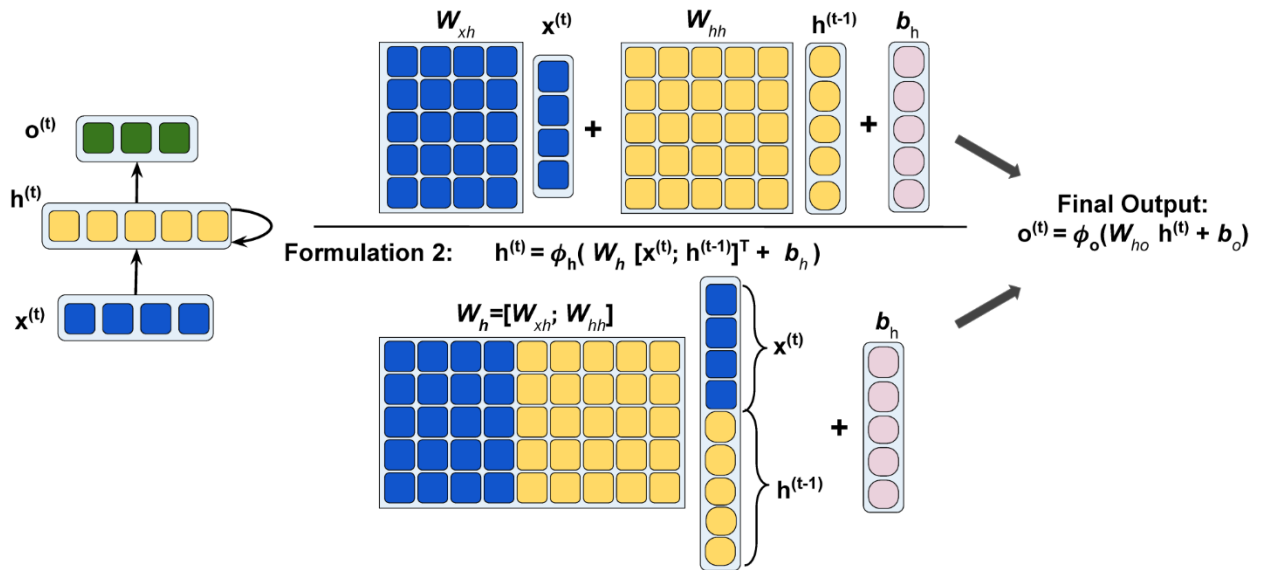 W_xh x^(t) W_hh h^(t-1) b_h
+ +
o^(t)
h^(t)
x^(t)
Final Output:
o^(t) = ϕ_o(W_ho h^(t) + b_o)
Formulation 2: h^(t) = ϕ_h( W_h [x^(t); h^(t-1)]^T + b_h )
W_h=[W_xh; W_hh]
x^(t)
b_h
+
h^(t-1)